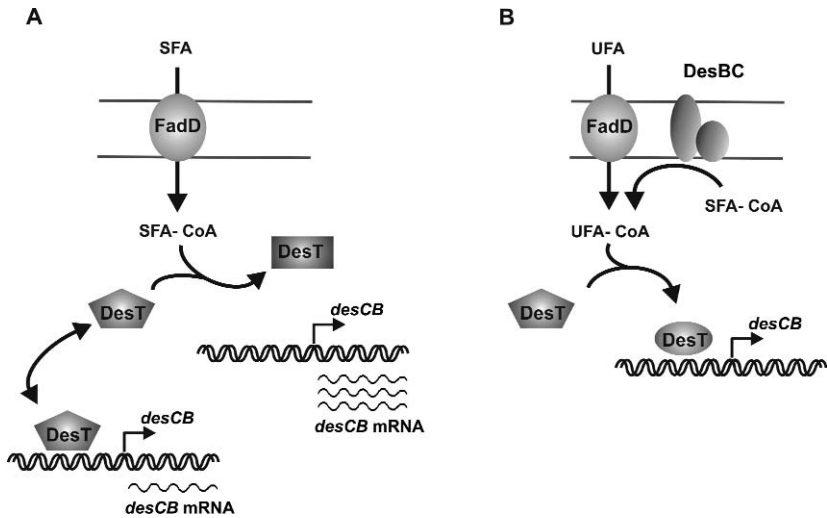 A
SFA
FadD
SFA- CoA
DesT
DesT
desCB
desCB mRNA
DesT
desCB
desCB mRNA
B
UFA
DesBC
FadD
SFA- CoA
UFA- CoA
DesT
DesT
desCB